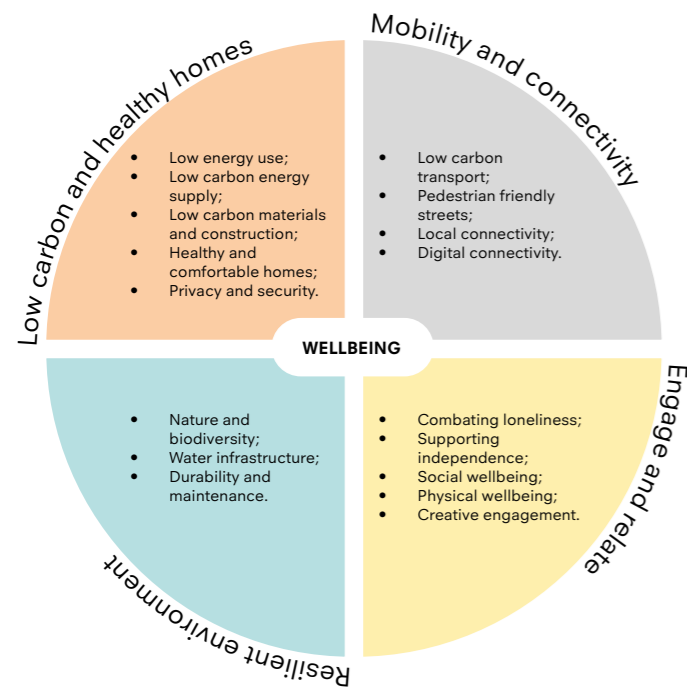 Low carbon and healthy homes
• Low energy use;
• Low carbon energy
supply;
• Low carbon materials
and construction;
• Healthy and
comfortable homes;
• Privacy and security.
Mobility and connectivity
• Low carbon
transport;
• Pedestrian friendly
streets;
• Local connectivity;
• Digital connectivity.
WELLBEING
Resilient environment
• Nature and
biodiversity;
• Water infrastructure;
• Durability and
maintenance.
Engage and relate
• Combating loneliness;
• Supporting
independence;
• Social wellbeing;
• Physical wellbeing;
• Creative engagement.